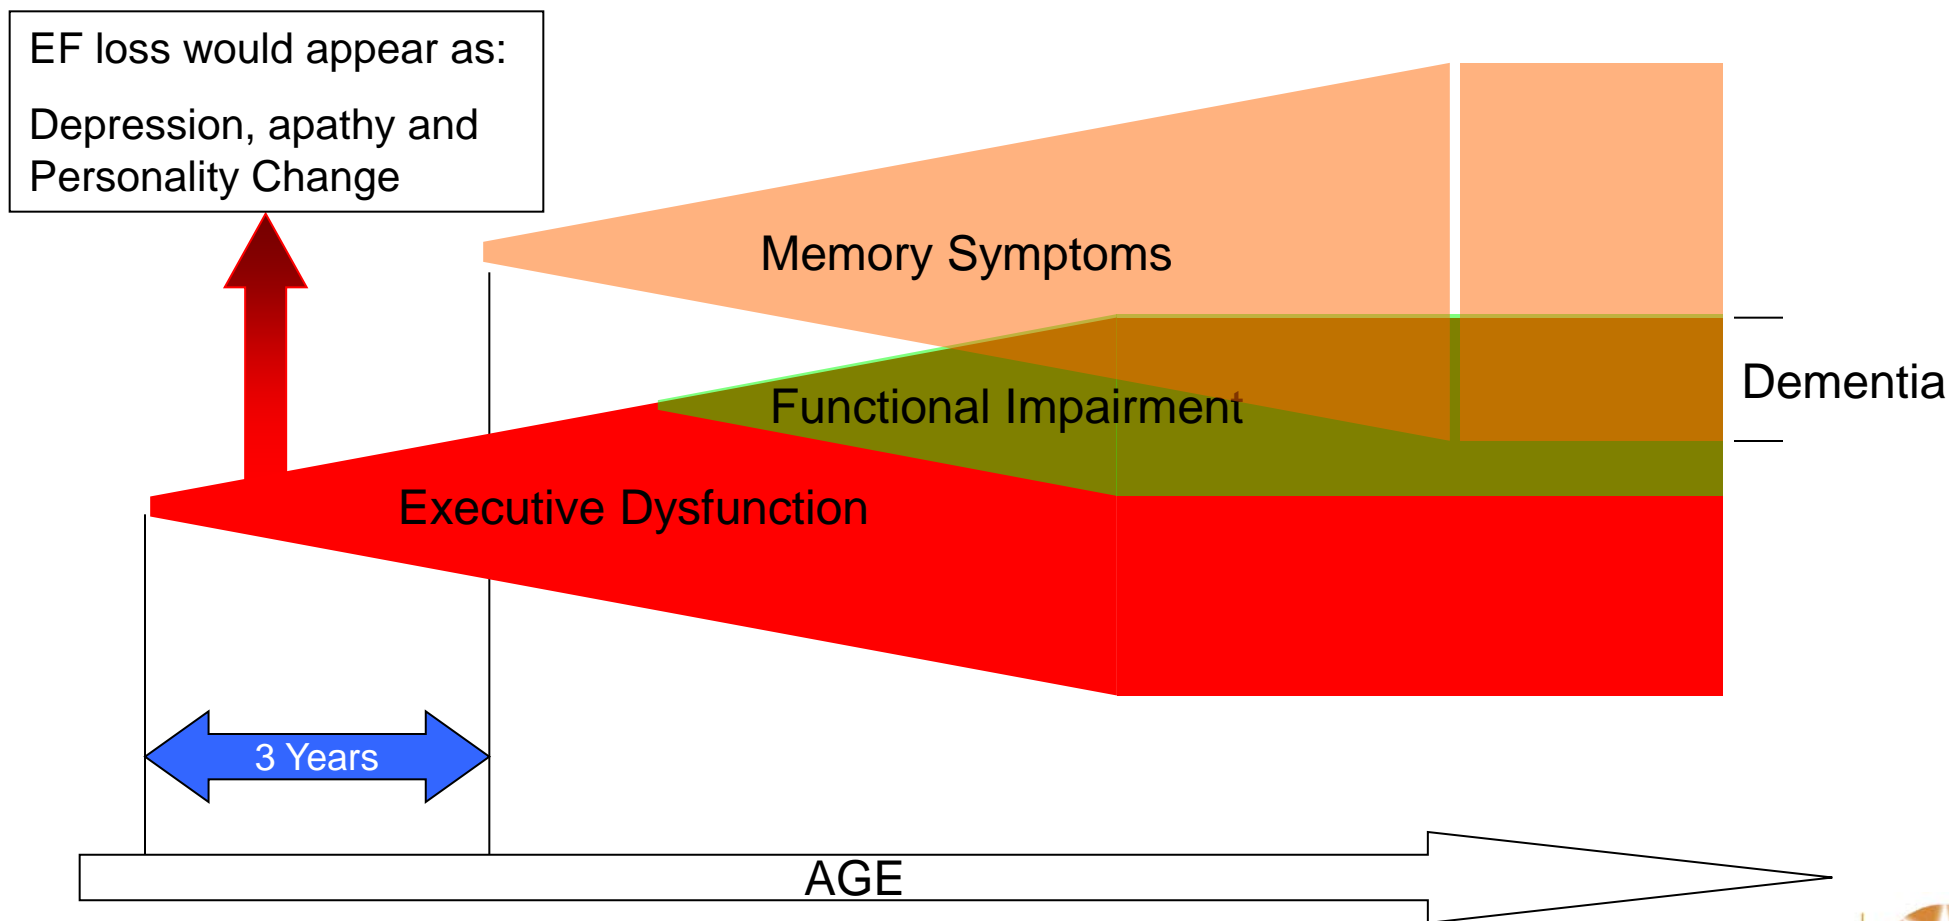 EF loss would appear as:
Depression, apathy and
Personality Change
Memory Symptoms
Dementia
Functional Impairment
Executive Dysfunction
3 Years
AGE